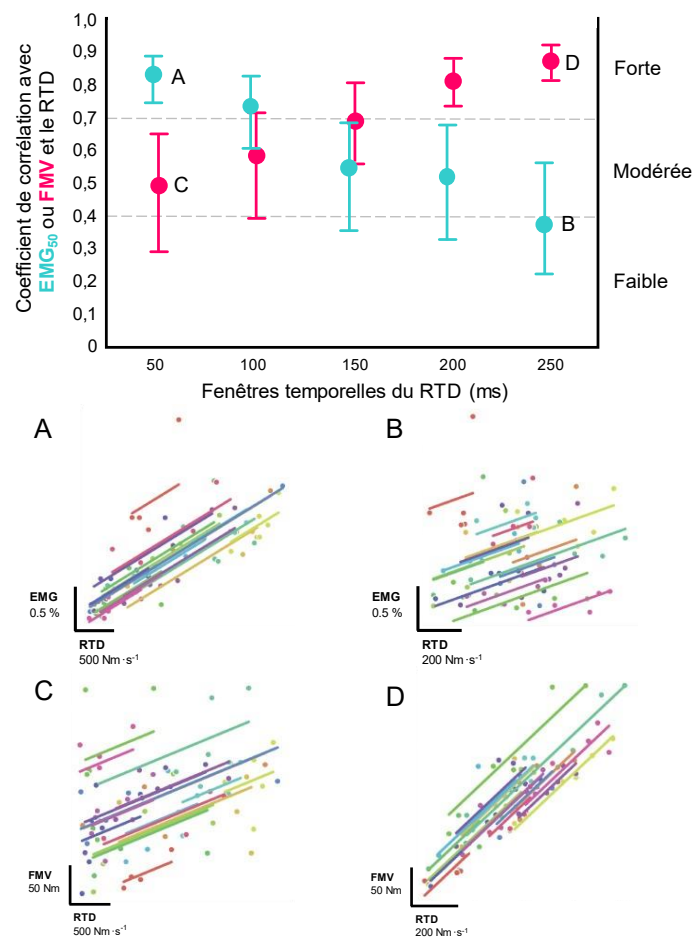 Coefficient de corrélation avec
EMG₅₀ ou FMV et le RTD
1,0
0,9
0,8
0,7
0,6
0,5
0,4
0,3
0,2
0,1
0
A
C
D
B
Forte
Modérée
Faible
50 100 150 200 250
Fenêtres temporelles du RTD (ms)
A
EMG
0.5 %
RTD
500 Nm·s⁻¹
B
EMG
0.5 %
RTD
200 Nm·s⁻¹
C
FMV
50 Nm
RTD
500 Nm·s⁻¹
D
FMV
50 Nm
RTD
200 Nm·s⁻¹